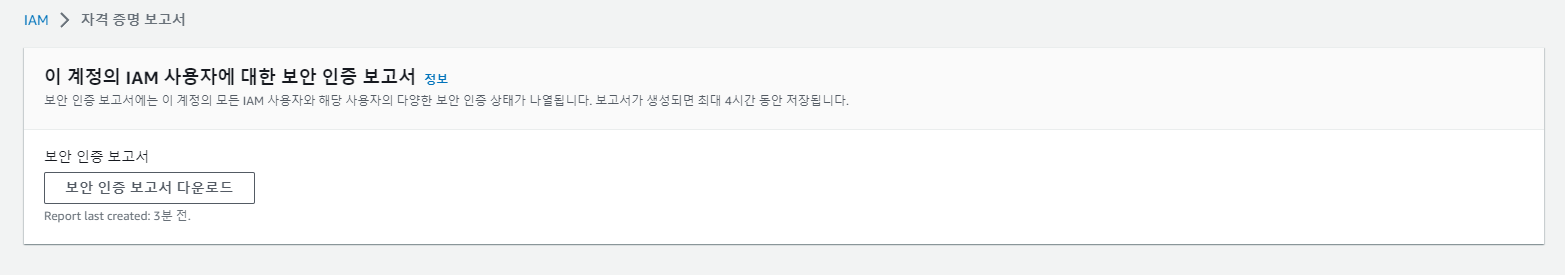 IAM > 자격 증명 보고서
이 계정의 IAM 사용자에 대한 보안 인증 보고서 정보
보안 인증 보고서에는 이 계정의 모든 IAM 사용자와 해당 사용자의 다양한 보안 인증 상태가 나열됩니다. 보고서가 생성되면 최대 4시간 동안 저장됩니다.
보안 인증 보고서
보안 인증 보고서 다운로드
Report last created: 3분 전.